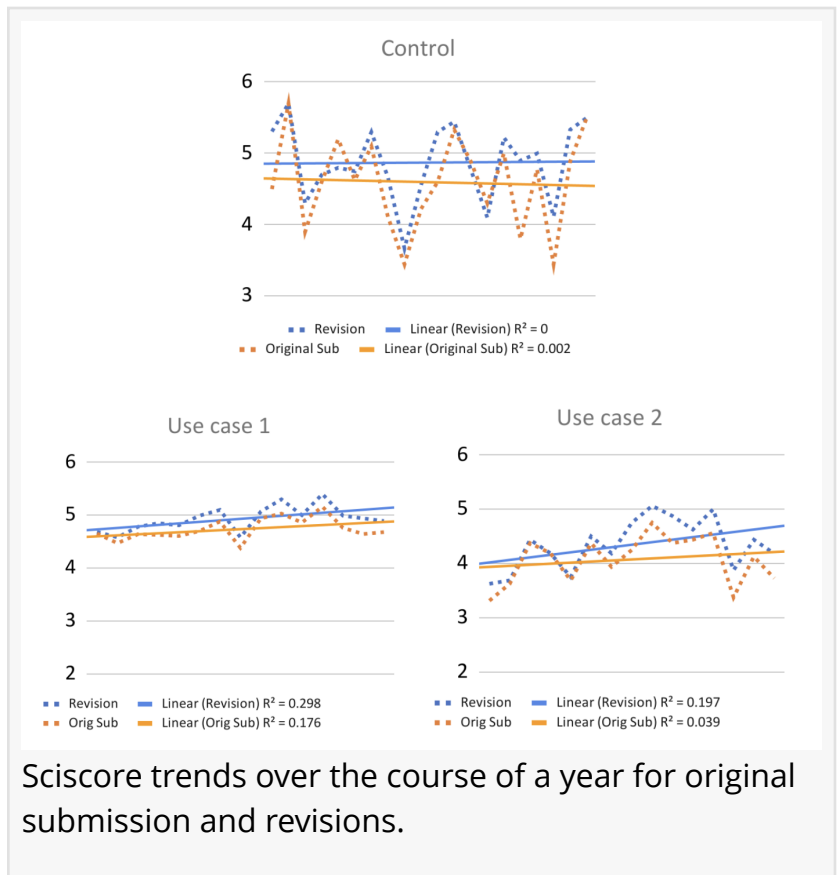 Control
6
5
4
3
Revision Linear (Revision) R² = 0
Original Sub Linear (Original Sub) R² = 0.002
Use case 1
6
5
4
3
2
Revision Linear (Revision) R² = 0.298
Orig Sub Linear (Orig Sub) R² = 0.176
Use case 2
6
5
4
3
2
Revision Linear (Revision) R² = 0.197
Orig Sub Linear (Orig Sub) R² = 0.039
Sciscore trends over the course of a year for original
submission and revisions.